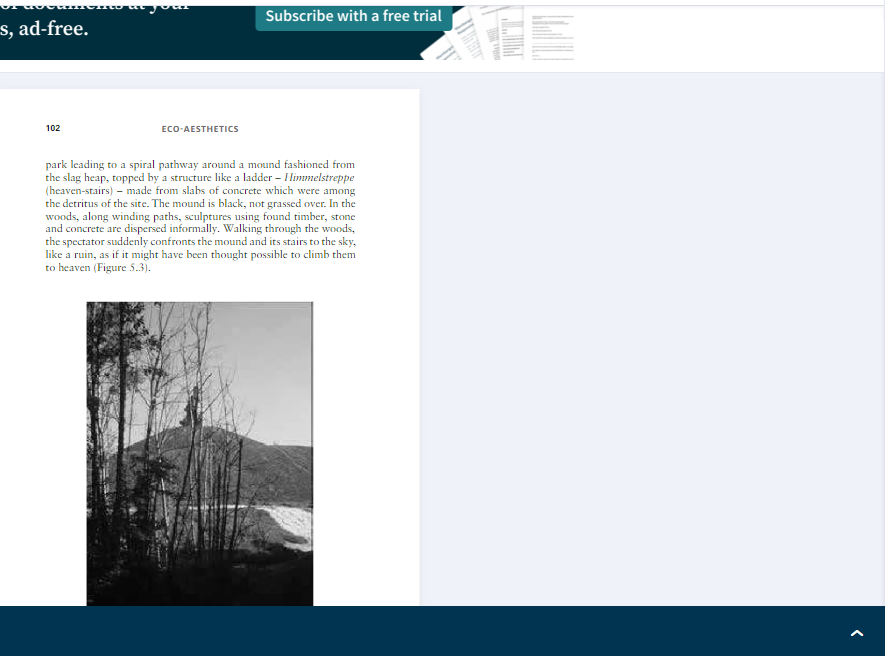 of documents at your
s, ad-free.
Subscribe with a free trial
102
ECO-AESTHETICS
park leading to a spiral pathway around a mound fashioned from
the slag heap, topped by a structure like a ladder – Himmelstreppe
(heaven-stairs) – made from slabs of concrete which were among
the detritus of the site. The mound is black, not grassed over. In the
woods, along winding paths, sculptures using found timber, stone
and concrete are dispersed informally. Walking through the woods,
the spectator suddenly confronts the mound and its stairs to the sky,
like a ruin, as if it might have been thought possible to climb them
to heaven (Figure 5.3).